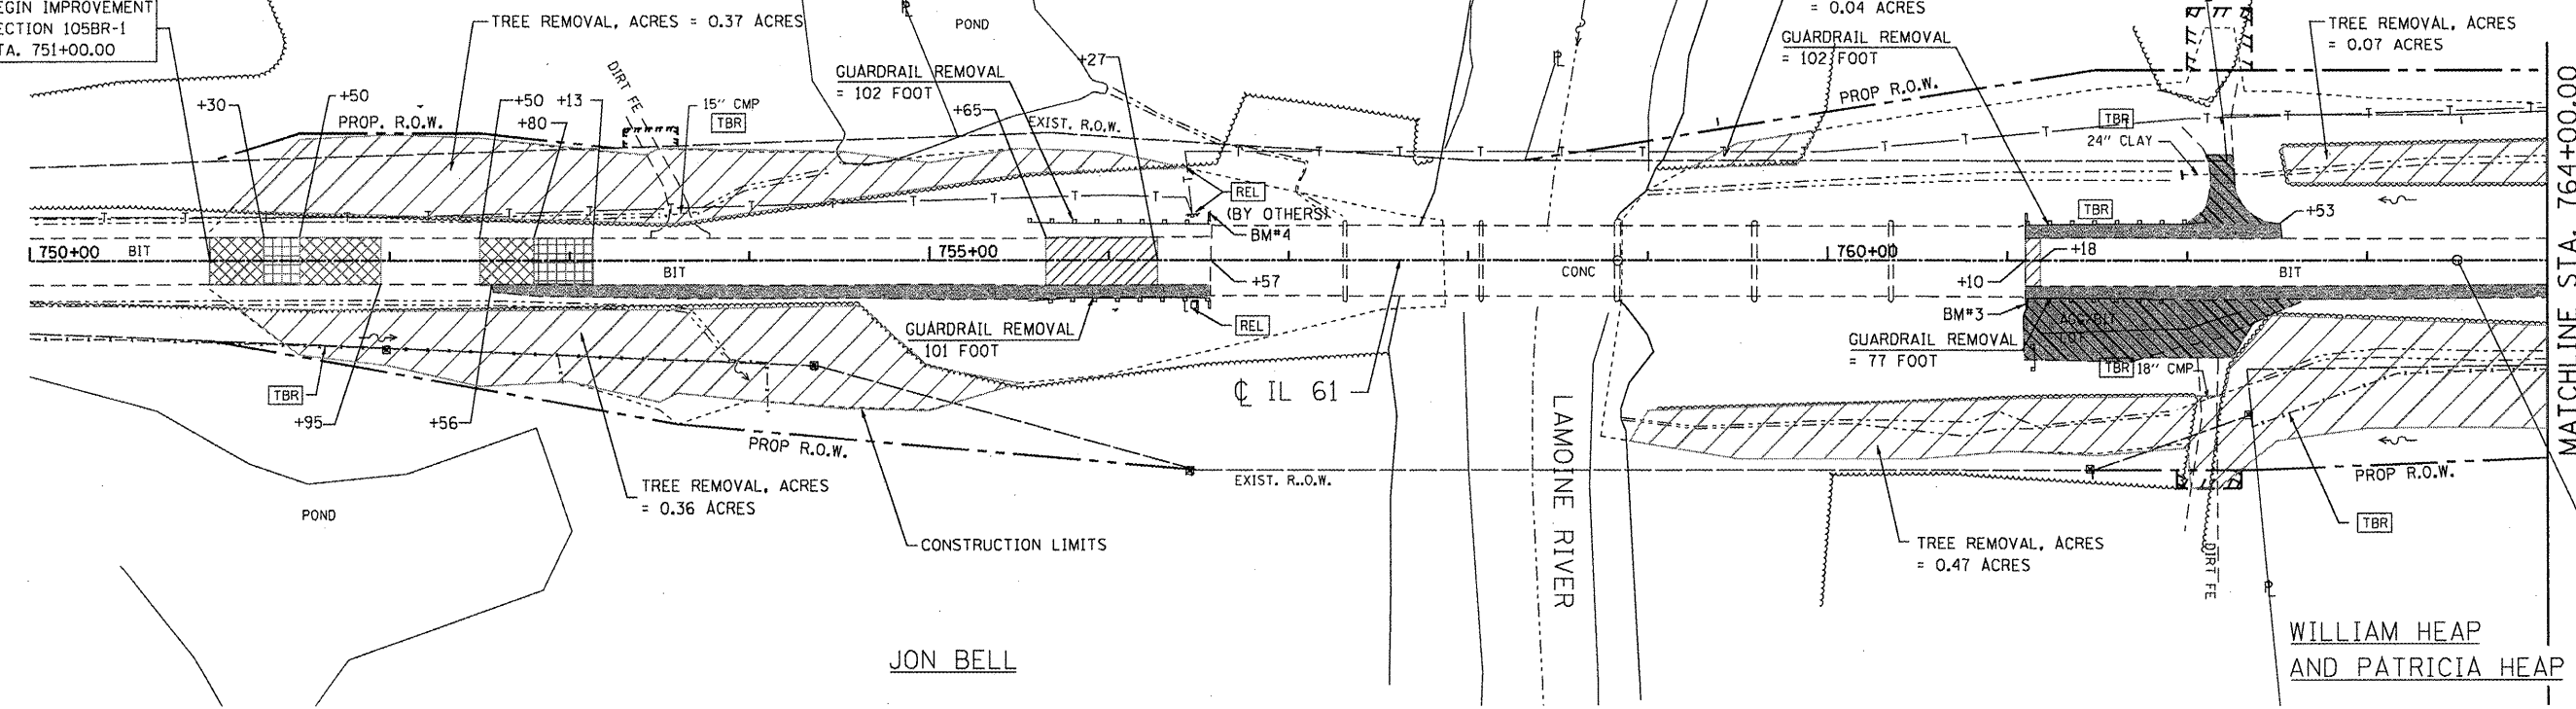 EGIN IMPROVEMENT
ECTION 105BR-1
TA. 751+00.00
TREE REMOVAL, ACRES = 0.37 ACRES
POND
= 0.04 ACRES
TREE REMOVAL, ACRES
= 0.07 ACRES
GUARDRAIL REMOVAL
= 102 FOOT
GUARDRAIL REMOVAL
= 102 FOOT
+27
DIRT FE
+30
+50
+50 +13
+80
15" CMP
TBR
+65
PROP. R.O.W.
EXIST. R.O.W.
PROP R.O.W.
TBR
24" CLAY
REL
(BY OTHERS)
BM#4
TBR
+53
750+00
BIT
BIT
755+00
+57
CONC
760+00
+18
+10
BIT
BM#3
GUARDRAIL REMOVAL
101 FOOT
REL
GUARDRAIL REMOVAL
= 77 FOOT
TBR
18" CMP
TBR
+95
+56
℄ IL 61
PROP R.O.W.
EXIST. R.O.W.
PROP R.O.W.
TREE REMOVAL, ACRES
= 0.36 ACRES
POND
CONSTRUCTION LIMITS
LAMOINE RIVER
TREE REMOVAL, ACRES
= 0.47 ACRES
TBR
DIRT FE
JON BELL
WILLIAM HEAP
AND PATRICIA HEAP
MATCHLINE STA. 764+00.00